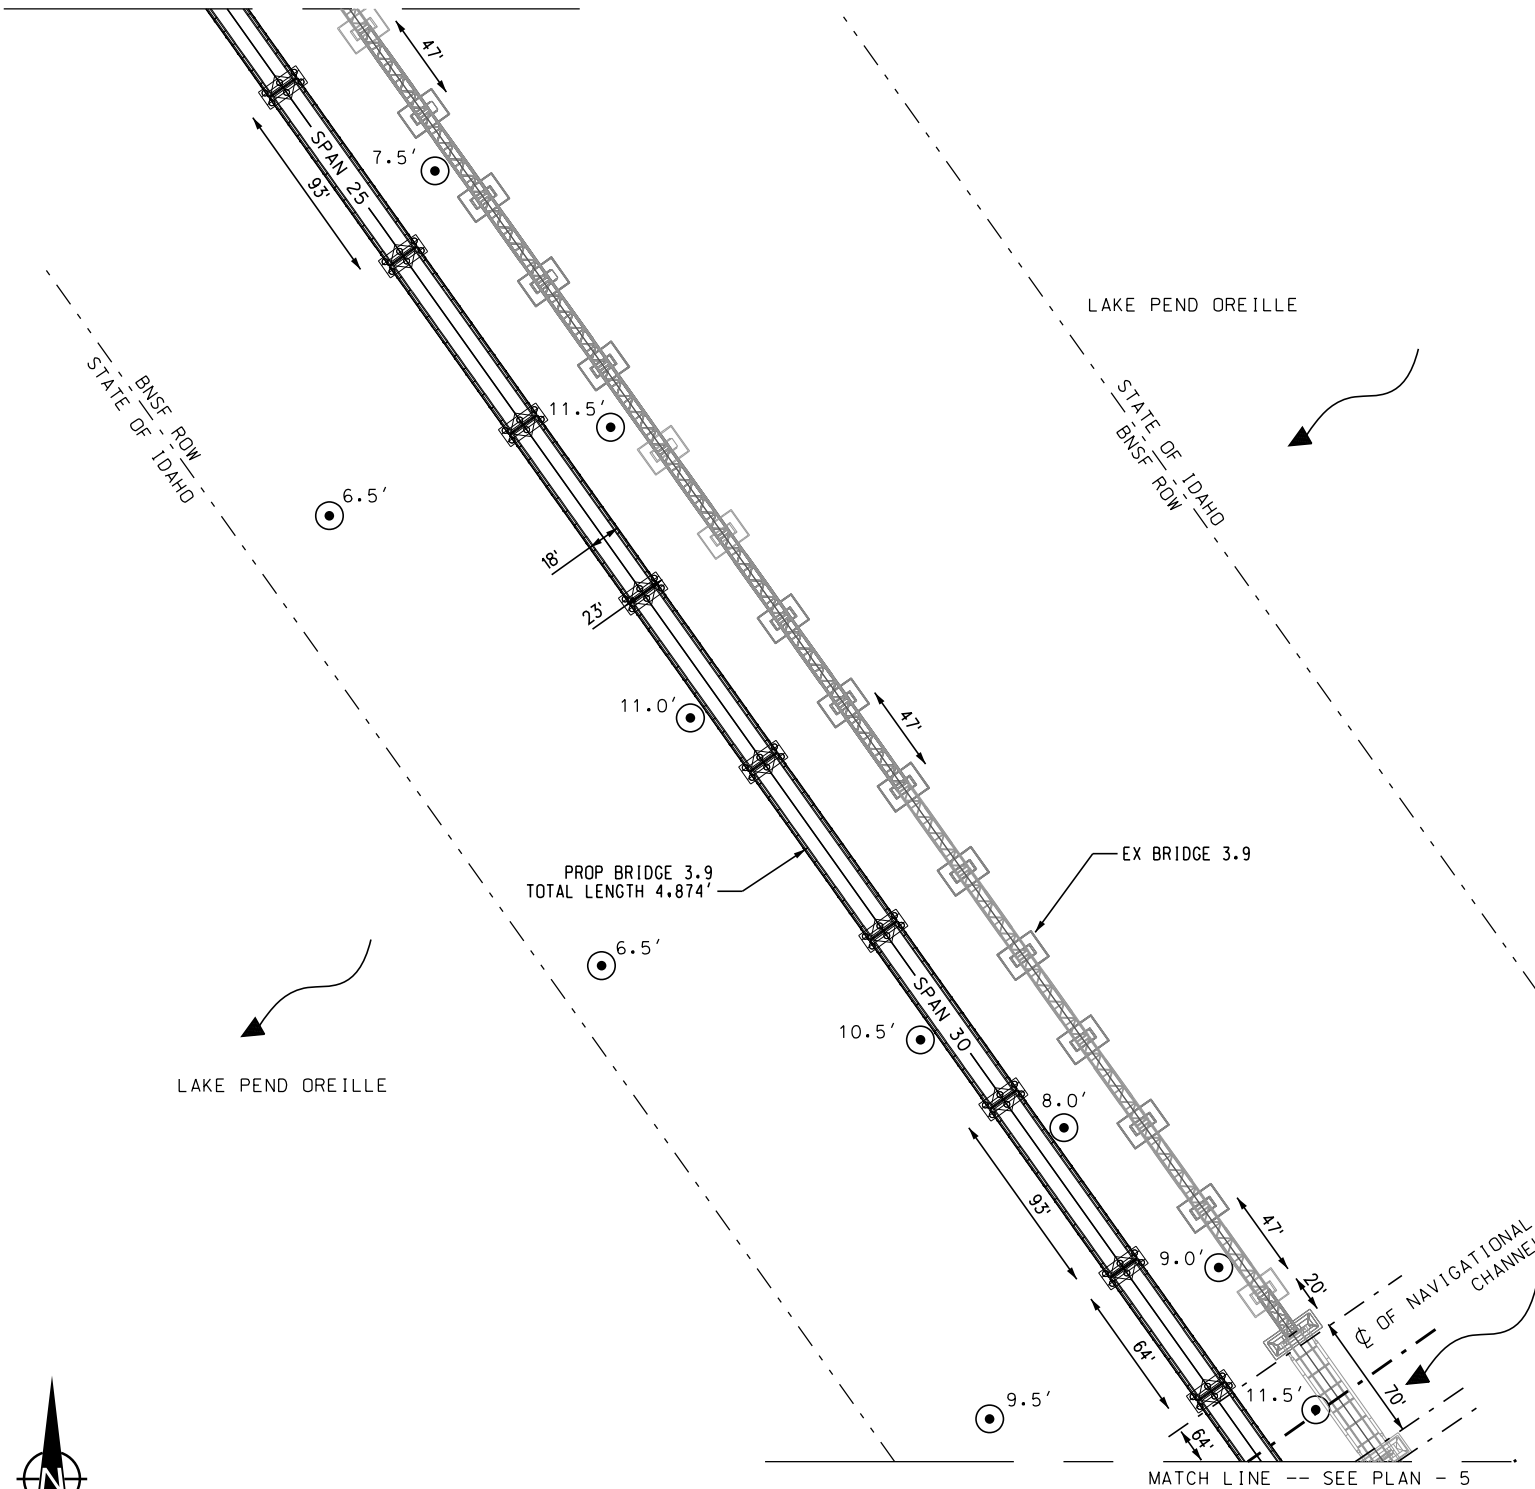 47'
7.5'
SPAN 25
93'
LAKE PEND OREILLE
BNSF ROW
STATE OF IDAHO
STATE OF IDAHO
BNSF ROW
11.5'
6.5'
18'
23'
11.0'
47'
EX BRIDGE 3.9
PROP BRIDGE 3.9
TOTAL LENGTH 4,874'
6.5'
SPAN 30
10.5'
LAKE PEND OREILLE
8.0'
93'
47'
9.0'
20'
℄ OF NAVIGATIONAL
64'
70'
11.5'
9.5'
64'
MATCH LINE -- SEE PLAN - 5
N